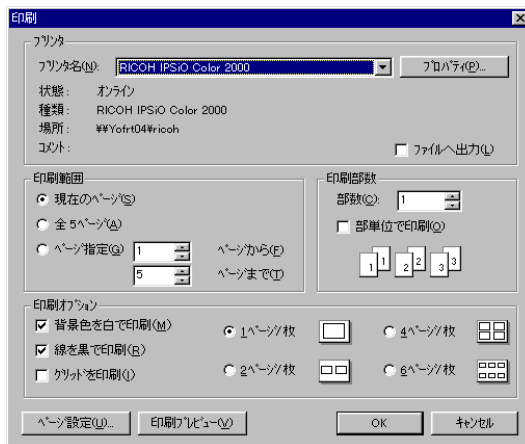 印刷
プリンタ
プリンタ名(N): RICOH IPSiO Color 2000 プロパティ(P)...
状態: オンライン
種類: RICOH IPSiO Color 2000
場所: ¥¥Yofrt04¥ricoh
コメント: ファイルへ出力(L)
印刷範囲
現在のページ(S)
全5ページ(A)
ページ指定(G) 1 ページから(F)
5 ページまで(T)
印刷部数
部数(C): 1
部単位で印刷(O)
1 1 2 2 3 3
印刷オプション
背景色を白で印刷(M)
線を黒で印刷(R)
グリッドを印刷(I)
1ページ/枚 4ページ/枚
2ページ/枚 6ページ/枚
ページ設定(U)... 印刷プレビュー(V) OK キャンセル